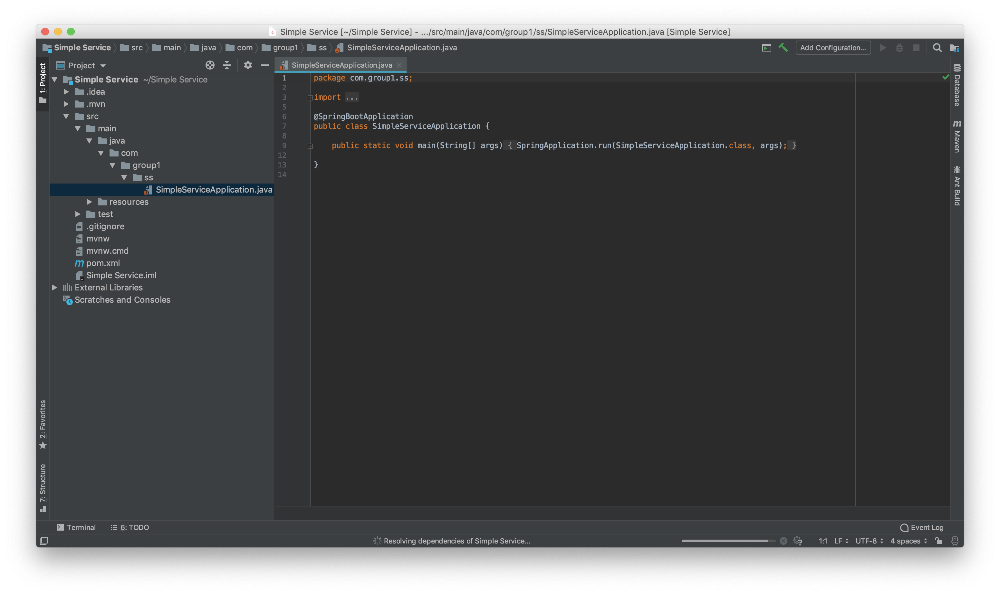 Simple Service [~/Simple Service] - .../src/main/java/com/group1/ss/SimpleServiceApplication.java [Simple Service]
Simple Service src main java com group1 ss SimpleServiceApplication.java Add Configuration...
1: Project
Project
Simple Service ~/Simple Service
.idea
.mvn
src
main
java
com
group1
ss
SimpleServiceApplication.java
resources
test
.gitignore
mvnw
mvnw.cmd
m pom.xml
Simple Service.iml
External Libraries
Scratches and Consoles
2: Favorites
Z: Structure
SimpleServiceApplication.java
1 package com.group1.ss;
2
3 import ...
5
6 @SpringBootApplication
7 public class SimpleServiceApplication {
8
9 public static void main(String[] args) { SpringApplication.run(SimpleServiceApplication.class, args); }
12
13 }
14
Database
m Maven
Ant Build
Terminal 6: TODO Event Log
Resolving dependencies of Simple Service... 1:1 LF UTF-8 4 spaces